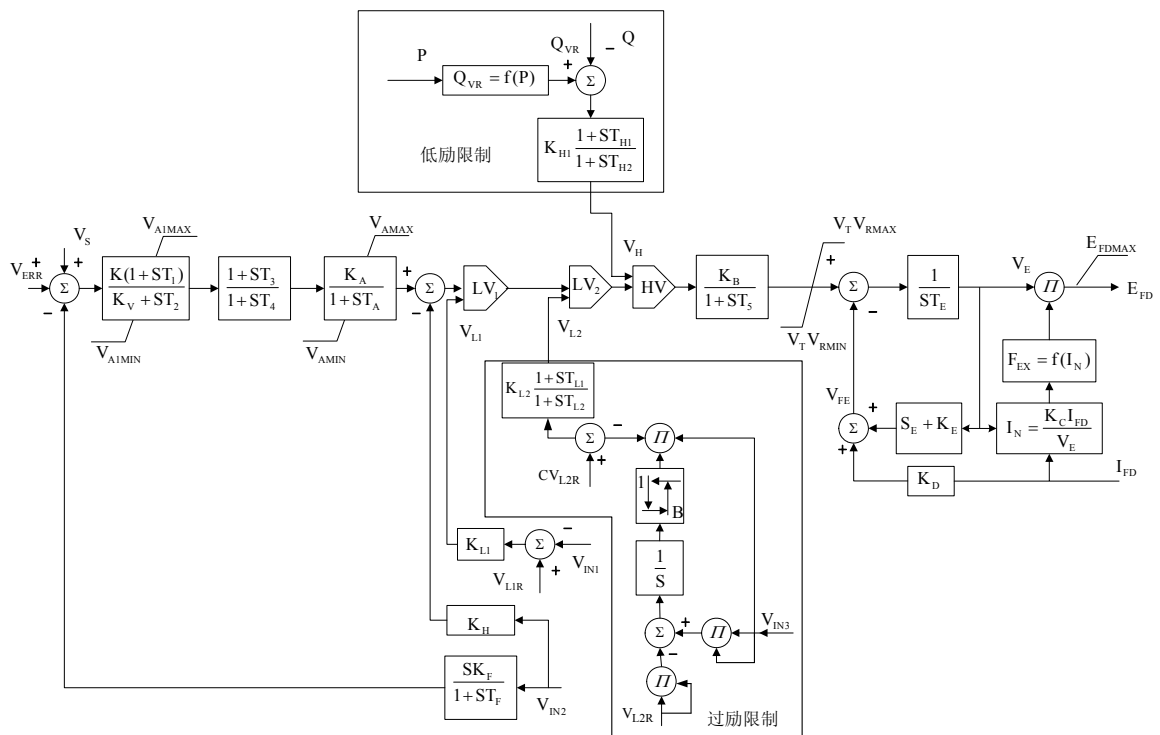 P
Q_VR
Q
Q_VR = f(P)
Σ
K_H1 (1+ST_H1)/(1+ST_H2)
低励限制
V_ERR
V_S
Σ
V_A1MAX
K(1+ST_1)/(K_V+ST_2)
V_A1MIN
(1+ST_3)/(1+ST_4)
V_AMAX
K_A/(1+ST_A)
V_AMIN
Σ
LV_1
V_L1
LV_2
V_L2
V_H
HV
K_B/(1+ST_5)
V_T V_RMAX
V_T V_RMIN
Σ
1/(ST_E)
V_E
Π
E_FDMAX
E_FD
F_EX = f(I_N)
V_FE
Σ
S_E + K_E
I_N = (K_C I_FD)/V_E
K_D
I_FD
K_L2 (1+ST_L1)/(1+ST_L2)
Σ
Π
CV_L2R
1
B
K_L1
Σ
V_IN1
V_L1R
1/S
K_H
Σ
Π
V_IN3
SK_F/(1+ST_F)
V_IN2
Π
V_L2R
过励限制